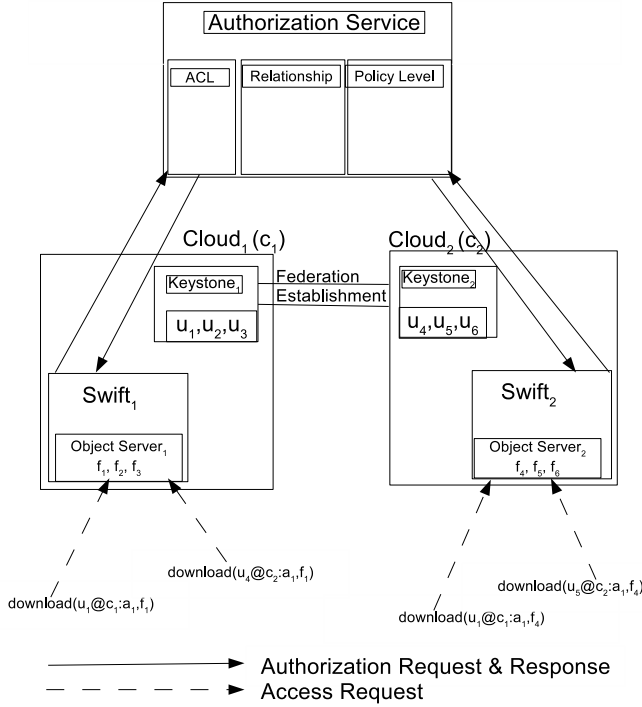 Authorization Service
ACL Relationship Policy Level
Cloud₁ (c₁)
Cloud₂ (c₂)
Keystone₁
u₁,u₂,u₃
Federation
Establishment
Keystone₂
u₄,u₅,u₆
Swift₁
Object Server₁
f₁, f₂, f₃
Swift₂
Object Server₂
f₄, f₅, f₆
download(u₁@c₁:a₁,f₁)
download(u₄@c₂:a₁,f₁)
download(u₁@c₁:a₁,f₄)
download(u₅@c₂:a₁,f₄)
Authorization Request & Response
Access Request